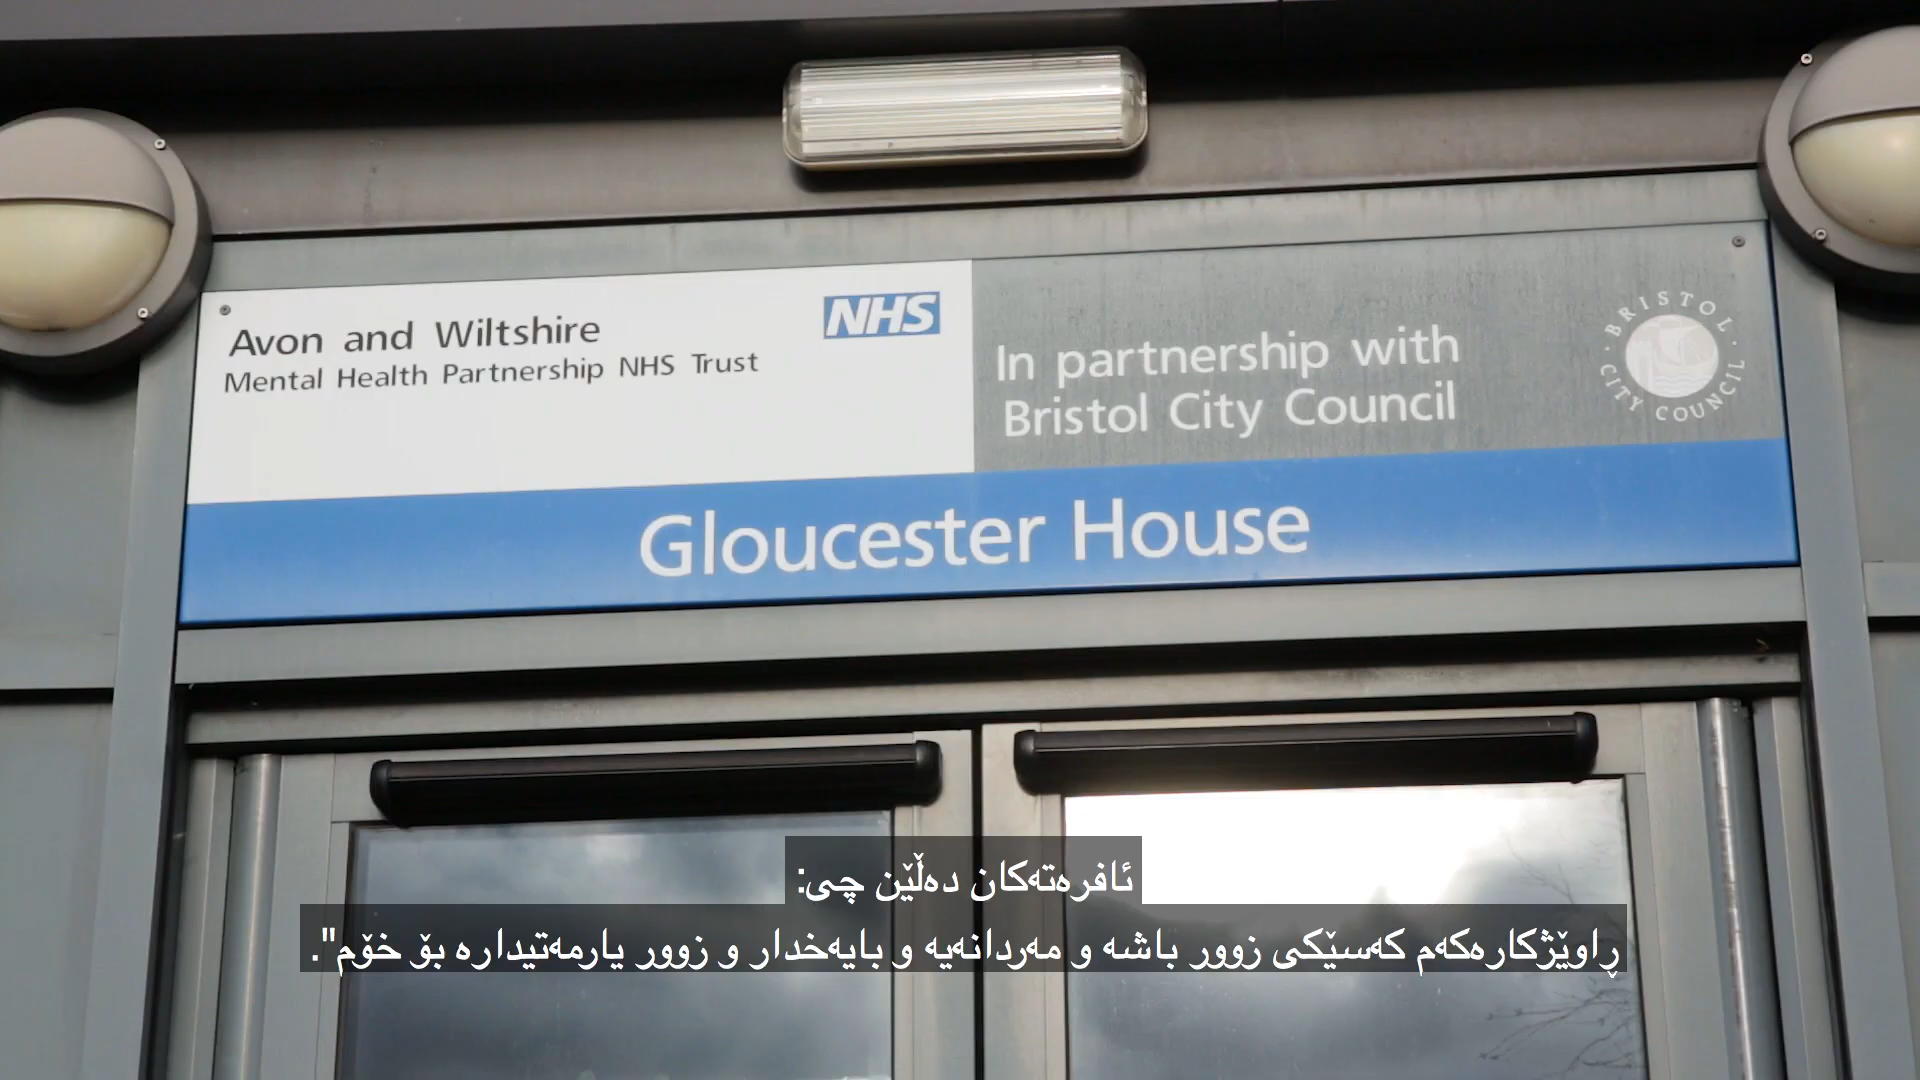 Avon and Wiltshire
Mental Health Partnership NHS Trust
NHS
In partnership with
Bristol City Council
BRISTOL CITY COUNCIL
Gloucester House
ئافرەتەکان دەڵێن چی:
ڕاوێژکارەکەم کەسێکی زوور باشە و مەردانەیە و بایەخدار و زوور یارمەتیدارە بۆ خۆم".